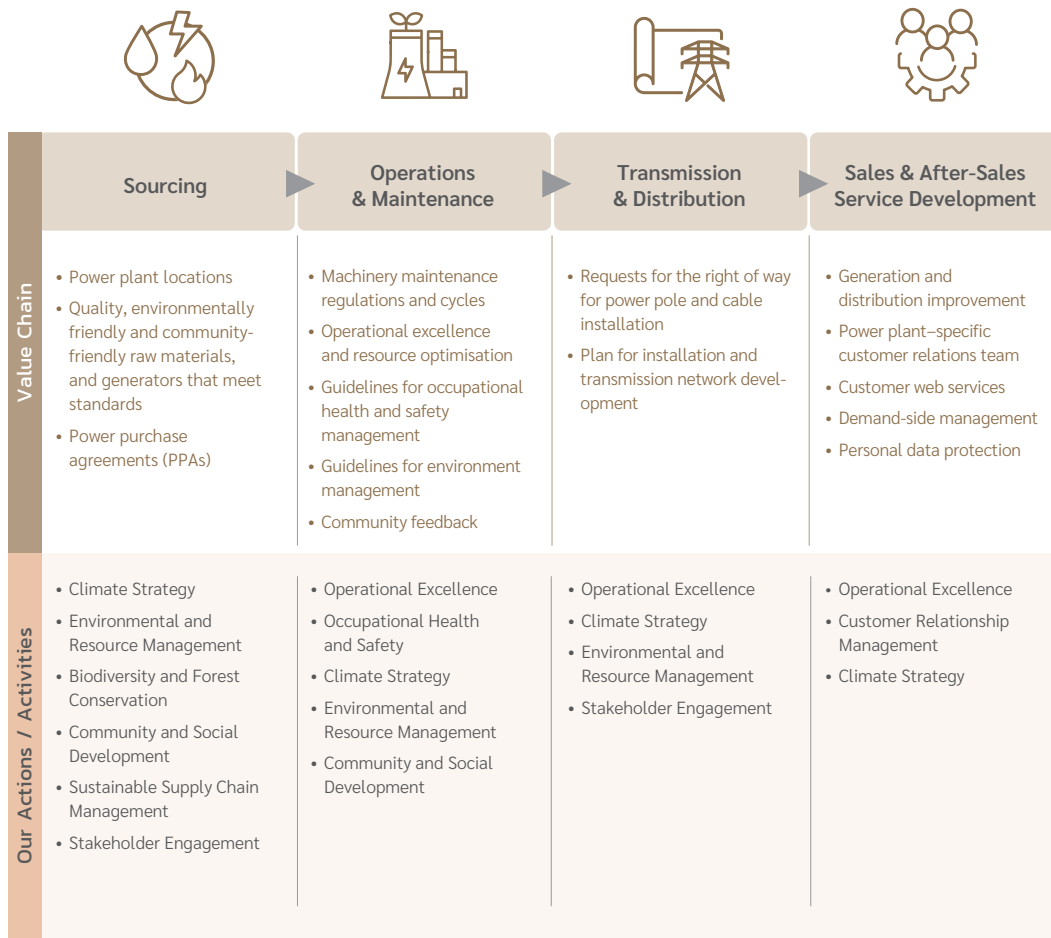 Sourcing
Operations
& Maintenance
Transmission
& Distribution
Sales & After-Sales
Service Development
Value Chain
• Power plant locations
• Quality, environmentally
friendly and community-
friendly raw materials,
and generators that meet
standards
• Power purchase
agreements (PPAs)
• Machinery maintenance
regulations and cycles
• Operational excellence
and resource optimisation
• Guidelines for occupational
health and safety
management
• Guidelines for environment
management
• Community feedback
• Requests for the right of way
for power pole and cable
installation
• Plan for installation and
transmission network devel-
opment
• Generation and
distribution improvement
• Power plant–specific
customer relations team
• Customer web services
• Demand-side management
• Personal data protection
Our Actions / Activities
• Climate Strategy
• Environmental and
Resource Management
• Biodiversity and Forest
Conservation
• Community and Social
Development
• Sustainable Supply Chain
Management
• Stakeholder Engagement
• Operational Excellence
• Occupational Health
and Safety
• Climate Strategy
• Environmental and
Resource Management
• Community and Social
Development
• Operational Excellence
• Climate Strategy
• Environmental and
Resource Management
• Stakeholder Engagement
• Operational Excellence
• Customer Relationship
Management
• Climate Strategy